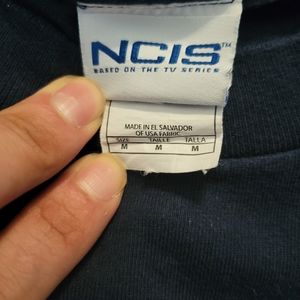 NCIS™
BASED ON THE TV SERIES
MADE IN EL SALVADOR
OF USA FABRIC
SIZE TAILLE TALLA
M M M